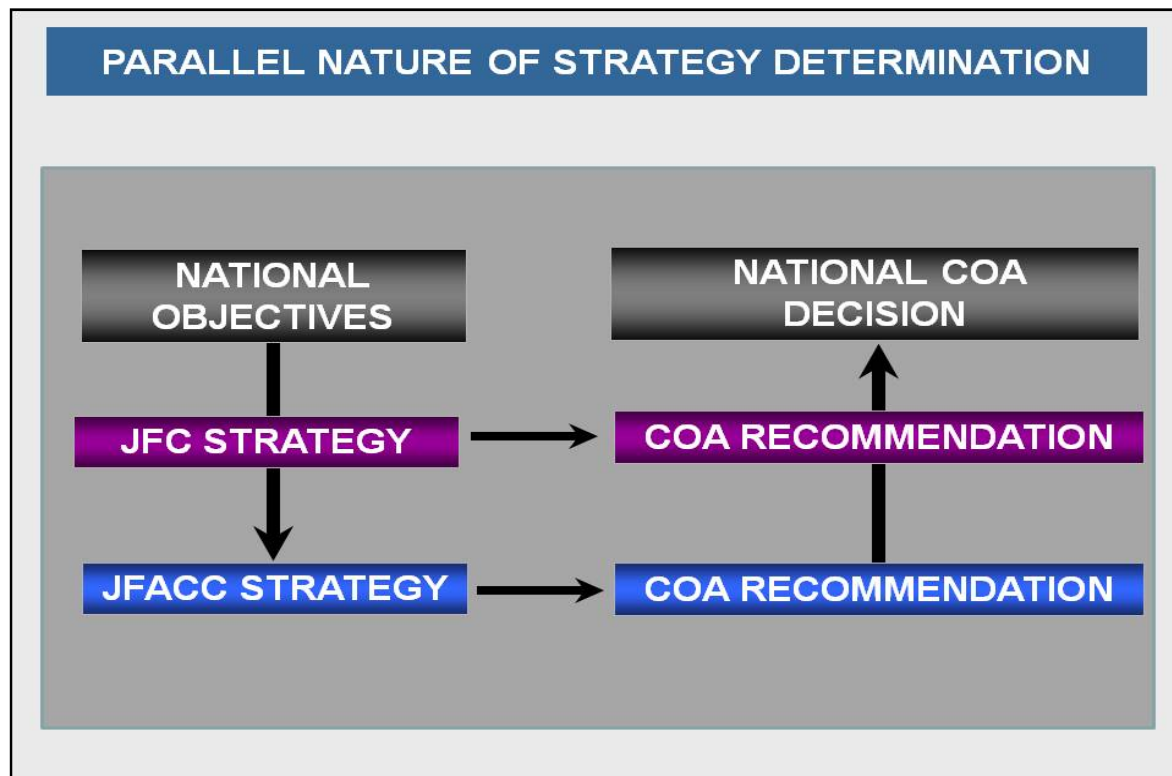 PARALLEL NATURE OF STRATEGY DETERMINATION
NATIONAL
OBJECTIVES
NATIONAL COA
DECISION
JFC STRATEGY
COA RECOMMENDATION
JFACC STRATEGY
COA RECOMMENDATION